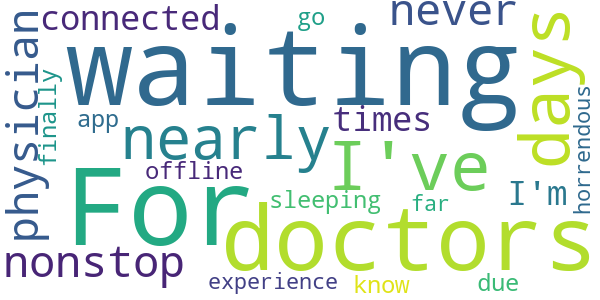 connected
go
never
waiting
days
physician
finally
app
nearly
times
horrendous
offline
I've
For
sleeping
far
I'm
doctors
nonstop
experience
know
due